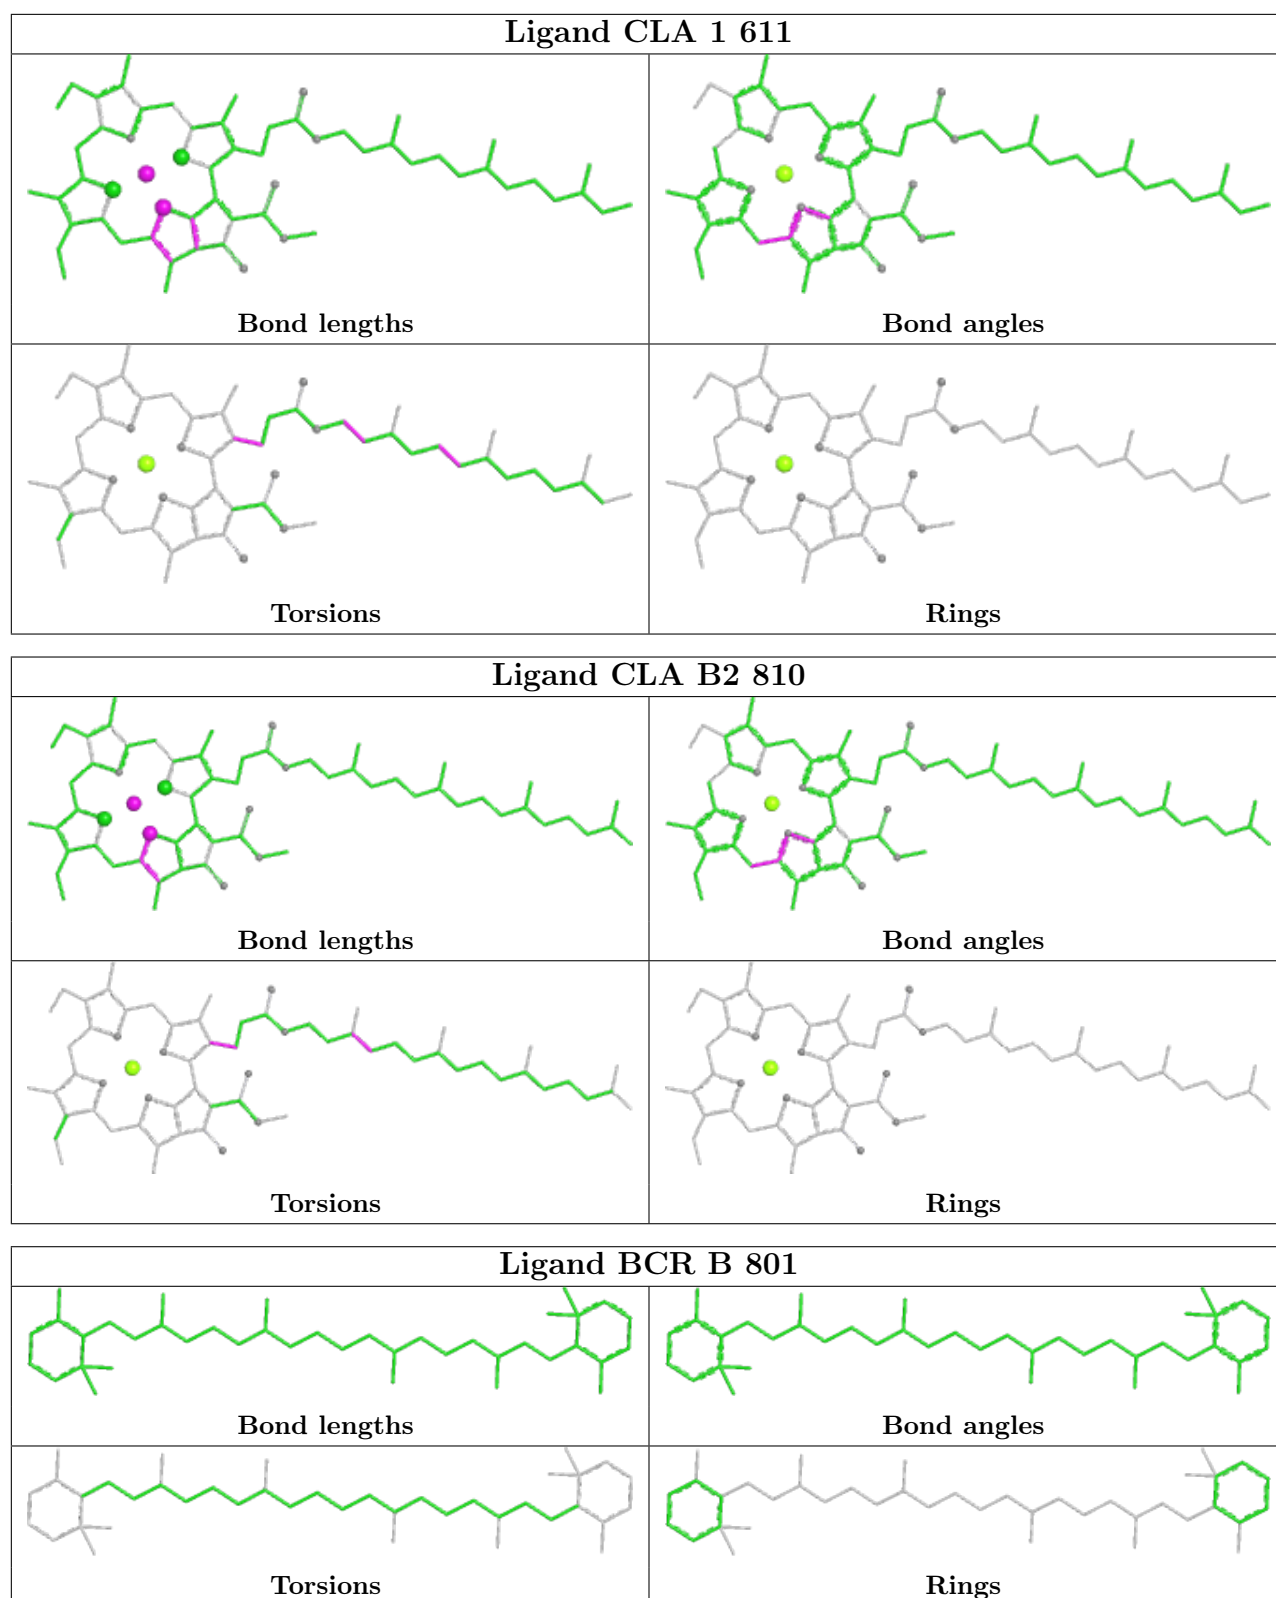 Ligand CLA 1 611
Bond lengths
Bond angles
Torsions
Rings
Ligand CLA B2 810
Bond lengths
Bond angles
Torsions
Rings
Ligand BCR B 801
Bond lengths
Bond angles
Torsions
Rings